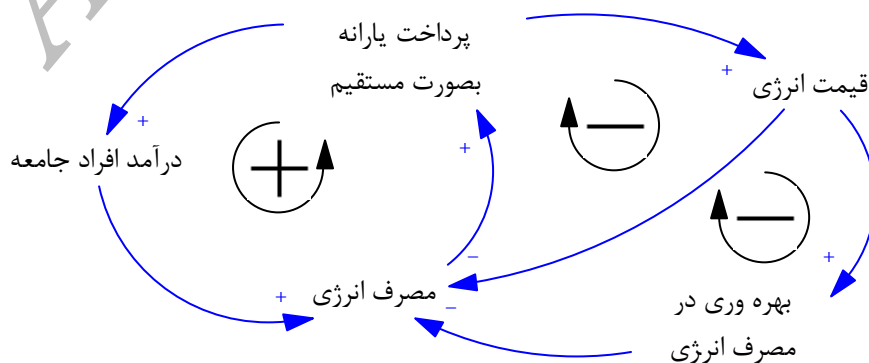 پرداخت یارانه
بصورت مستقیم
قیمت انرژی
+
+
درآمد افراد جامعه
+
+
−
−
+
مصرف انرژی
+
−
−
بهره وری در
مصرف انرژی